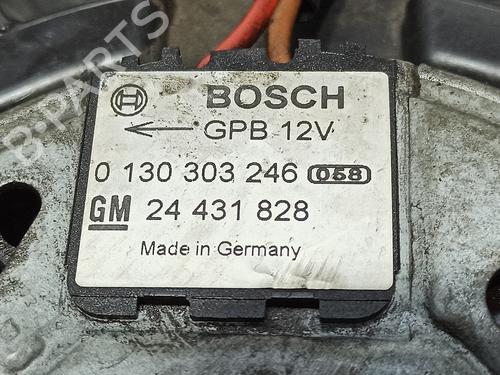 B-PARTS
BOSCH
GPB 12V
0 130 303 246 058
GM 24 431 828
Made in Germany